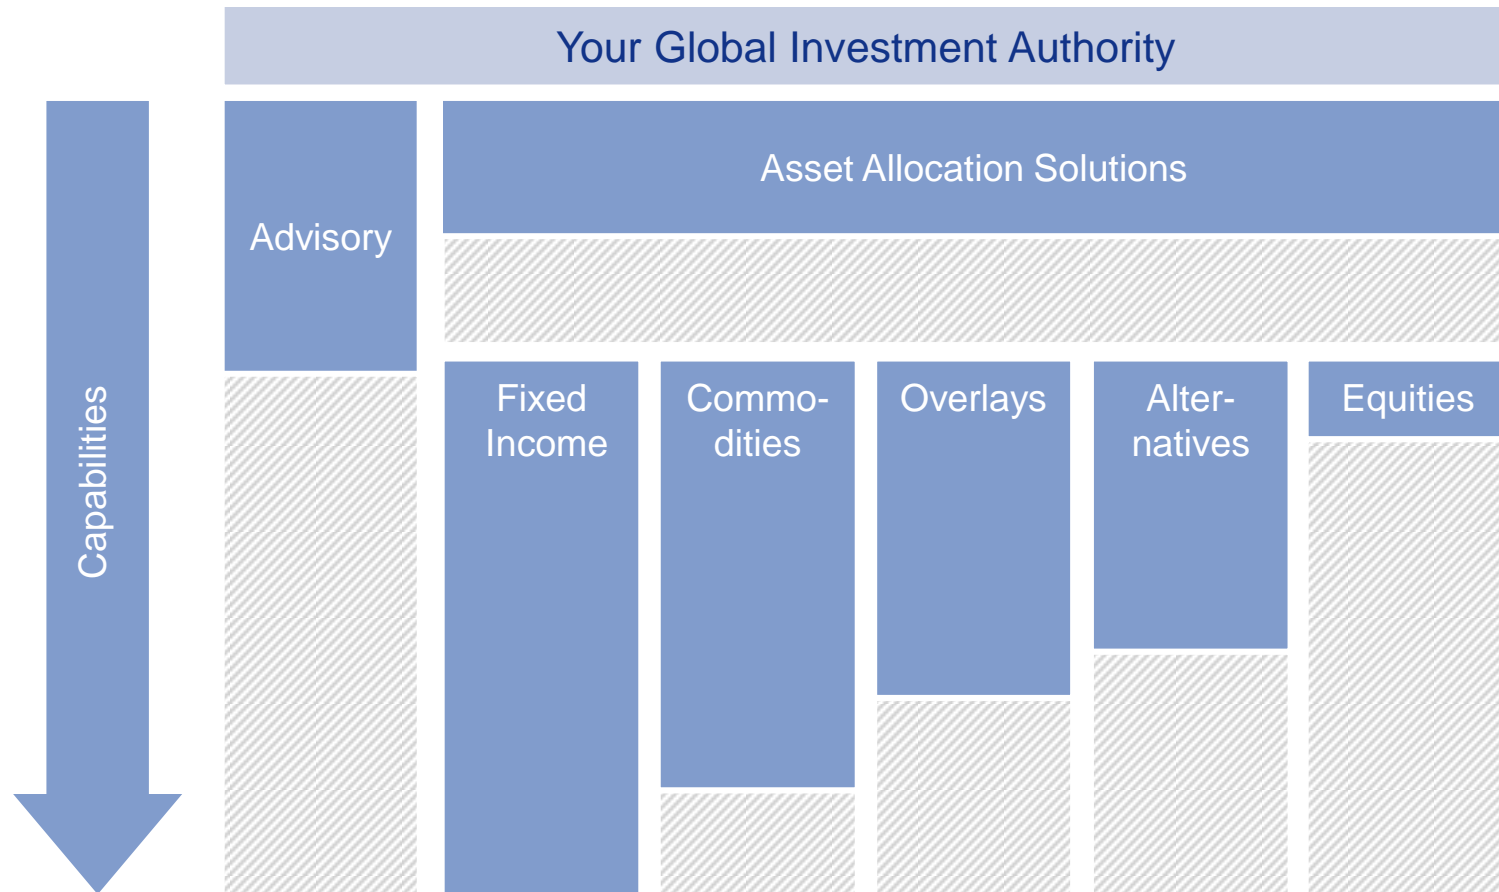 Your Global Investment Authority
Asset Allocation Solutions
Advisory
Capabilities
Fixed
Income
Commo-
dities
Overlays
Alter-
natives
Equities